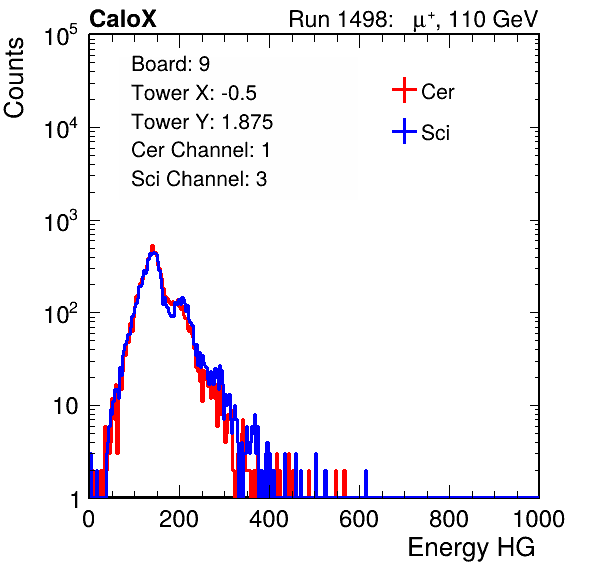 CaloX Run 1498: μ⁺, 110 GeV
Counts
10⁵
10⁴
10³
10²
10
1
Board: 9
Tower X: -0.5
Tower Y: 1.875
Cer Channel: 1
Sci Channel: 3
Cer
Sci
0 200 400 600 800 1000
Energy HG